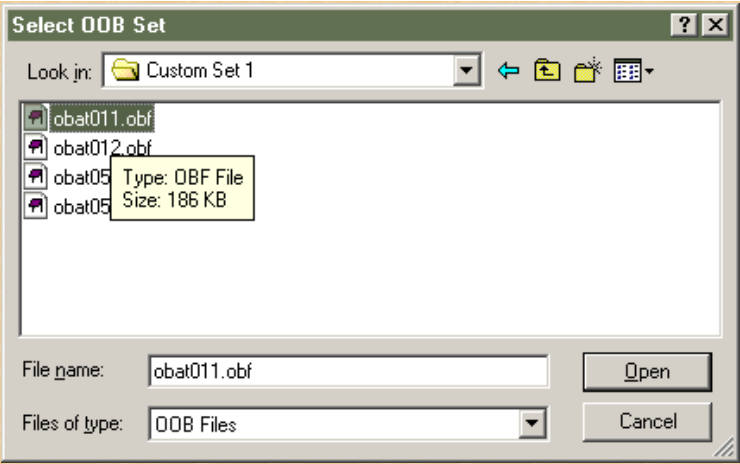 Select OOB Set
Look in: Custom Set 1
obat011.obf
obat012.obf
obat05
obat05
Type: OBF File
Size: 186 KB
File name: obat011.obf
Open
Files of type: OOB Files
Cancel